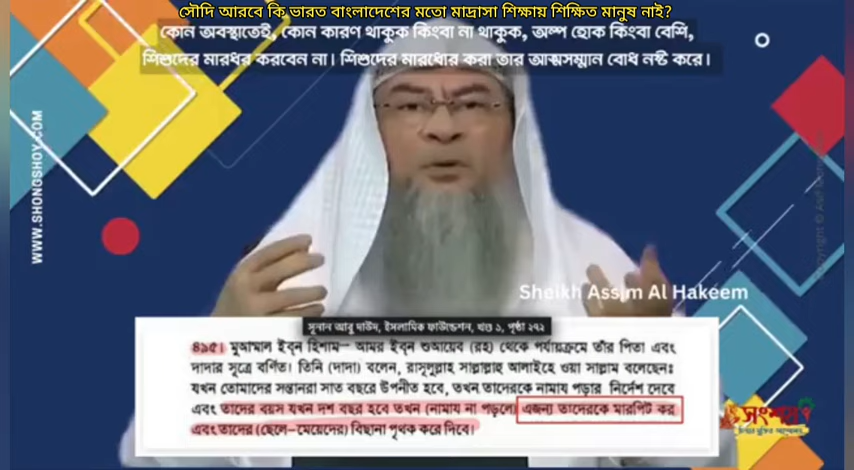 সৌদি আরবে কি ভারত বাংলাদেশের মতো মাদ্রাসা শিক্ষায় শিক্ষিত মানুষ নাই?
কোন অবস্থাতেই, কোন কারণ থাকুক কিংবা না থাকুক, অল্প হোক কিংবা বেশি,
শিশুদের মারধর করবেন না। শিশুদের মারধোর করা তার আত্মসম্মান বোধ নষ্ট করে।
WWW.SHONGSHOY.COM
Sheikh Assim Al Hakeem
সুনান আবু দাউদ, ইসলামিক ফাউন্ডেশন, খণ্ড ১, পৃষ্ঠা ২৭২
৪৯৫। মুআম্মাল ইব্‌ন হিশাম— আমর ইব্‌ন শুআয়েব (রহ) থেকে পর্যায়ক্রমে তাঁর পিতা এবং
দাদার সূত্রে বর্ণিত। তিনি (দাদা) বলেন, রাসূলুল্লাহ সাল্লাল্লাহু আলাইহে ওয়া সাল্লাম বলেছেনঃ
যখন তোমাদের সন্তানরা সাত বছরে উপনীত হবে, তখন তাদেরকে নামায পড়ার নির্দেশ দেবে
এবং তাদের বয়স যখন দশ বছর হবে তখন (নামায না পড়লে) এজন্য তাদেরকে মারপিট কর
এবং তাদের (ছেলে-মেয়েদের) বিছানা পৃথক করে দিবে।
সংশয়